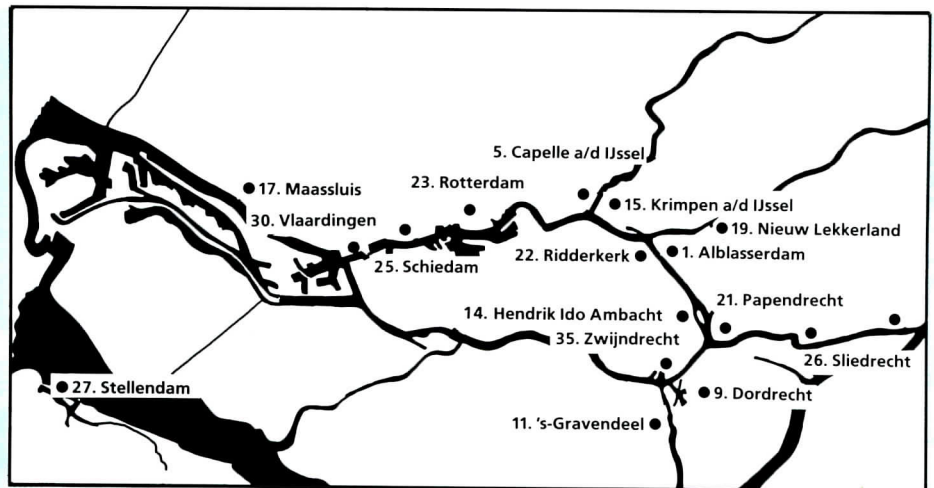 5. Capelle a/d IJssel
17. Maassluis
23. Rotterdam
15. Krimpen a/d IJssel
30. Vlaardingen
19. Nieuw Lekkerland
25. Schiedam
22. Ridderkerk
1. Alblasserdam
21. Papendrecht
14. Hendrik Ido Ambacht
35. Zwijndrecht
26. Sliedrecht
27. Stellendam
9. Dordrecht
11. 's-Gravendeel